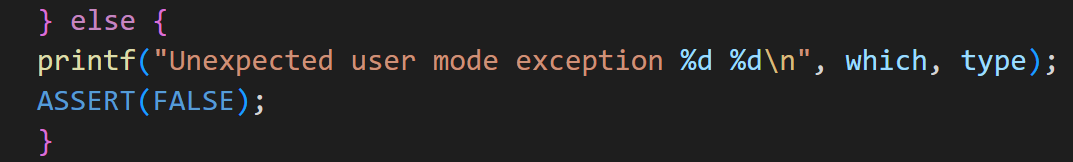 } else {
printf("Unexpected user mode exception %d %d\n", which, type);
ASSERT(FALSE);
}